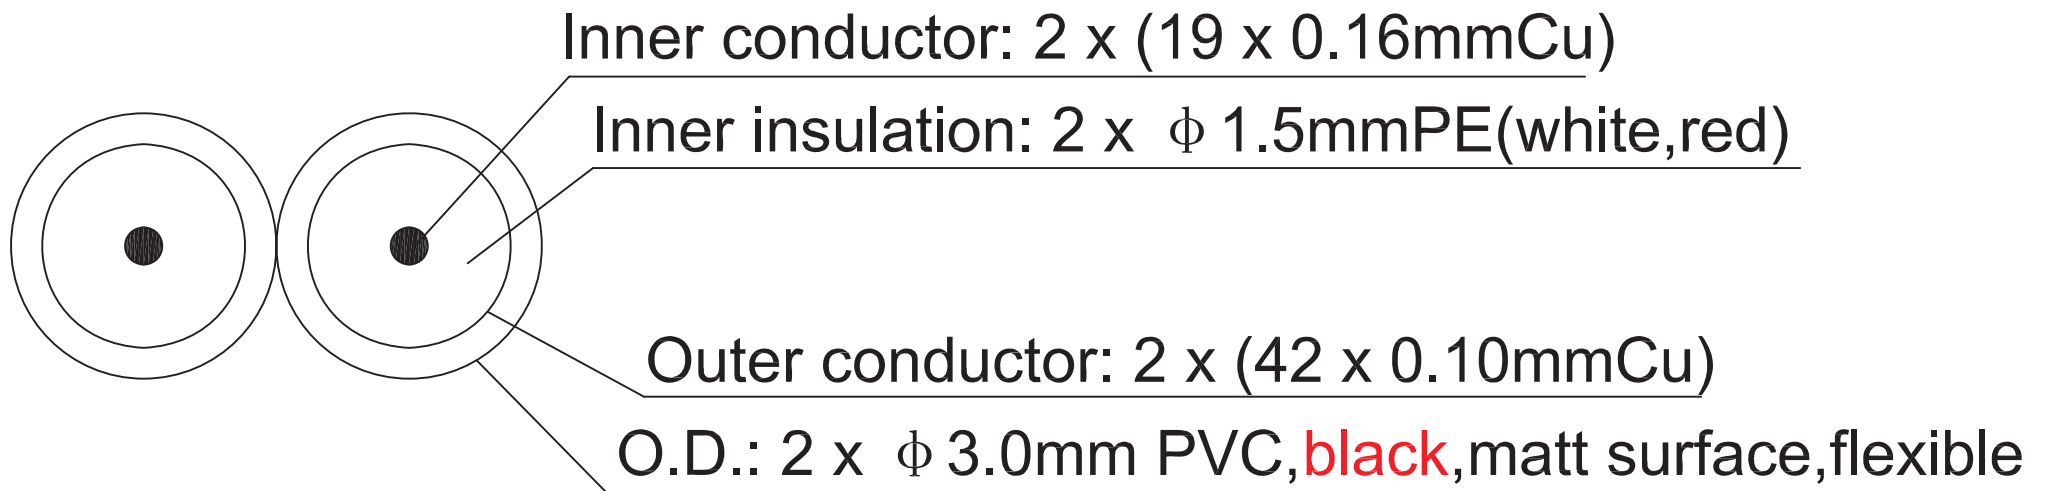 Inner conductor: 2 x (19 x 0.16mmCu)
Inner insulation: 2 x φ1.5mmPE(white,red)
Outer conductor: 2 x (42 x 0.10mmCu)
O.D.: 2 x φ3.0mm PVC,black,matt surface,flexible